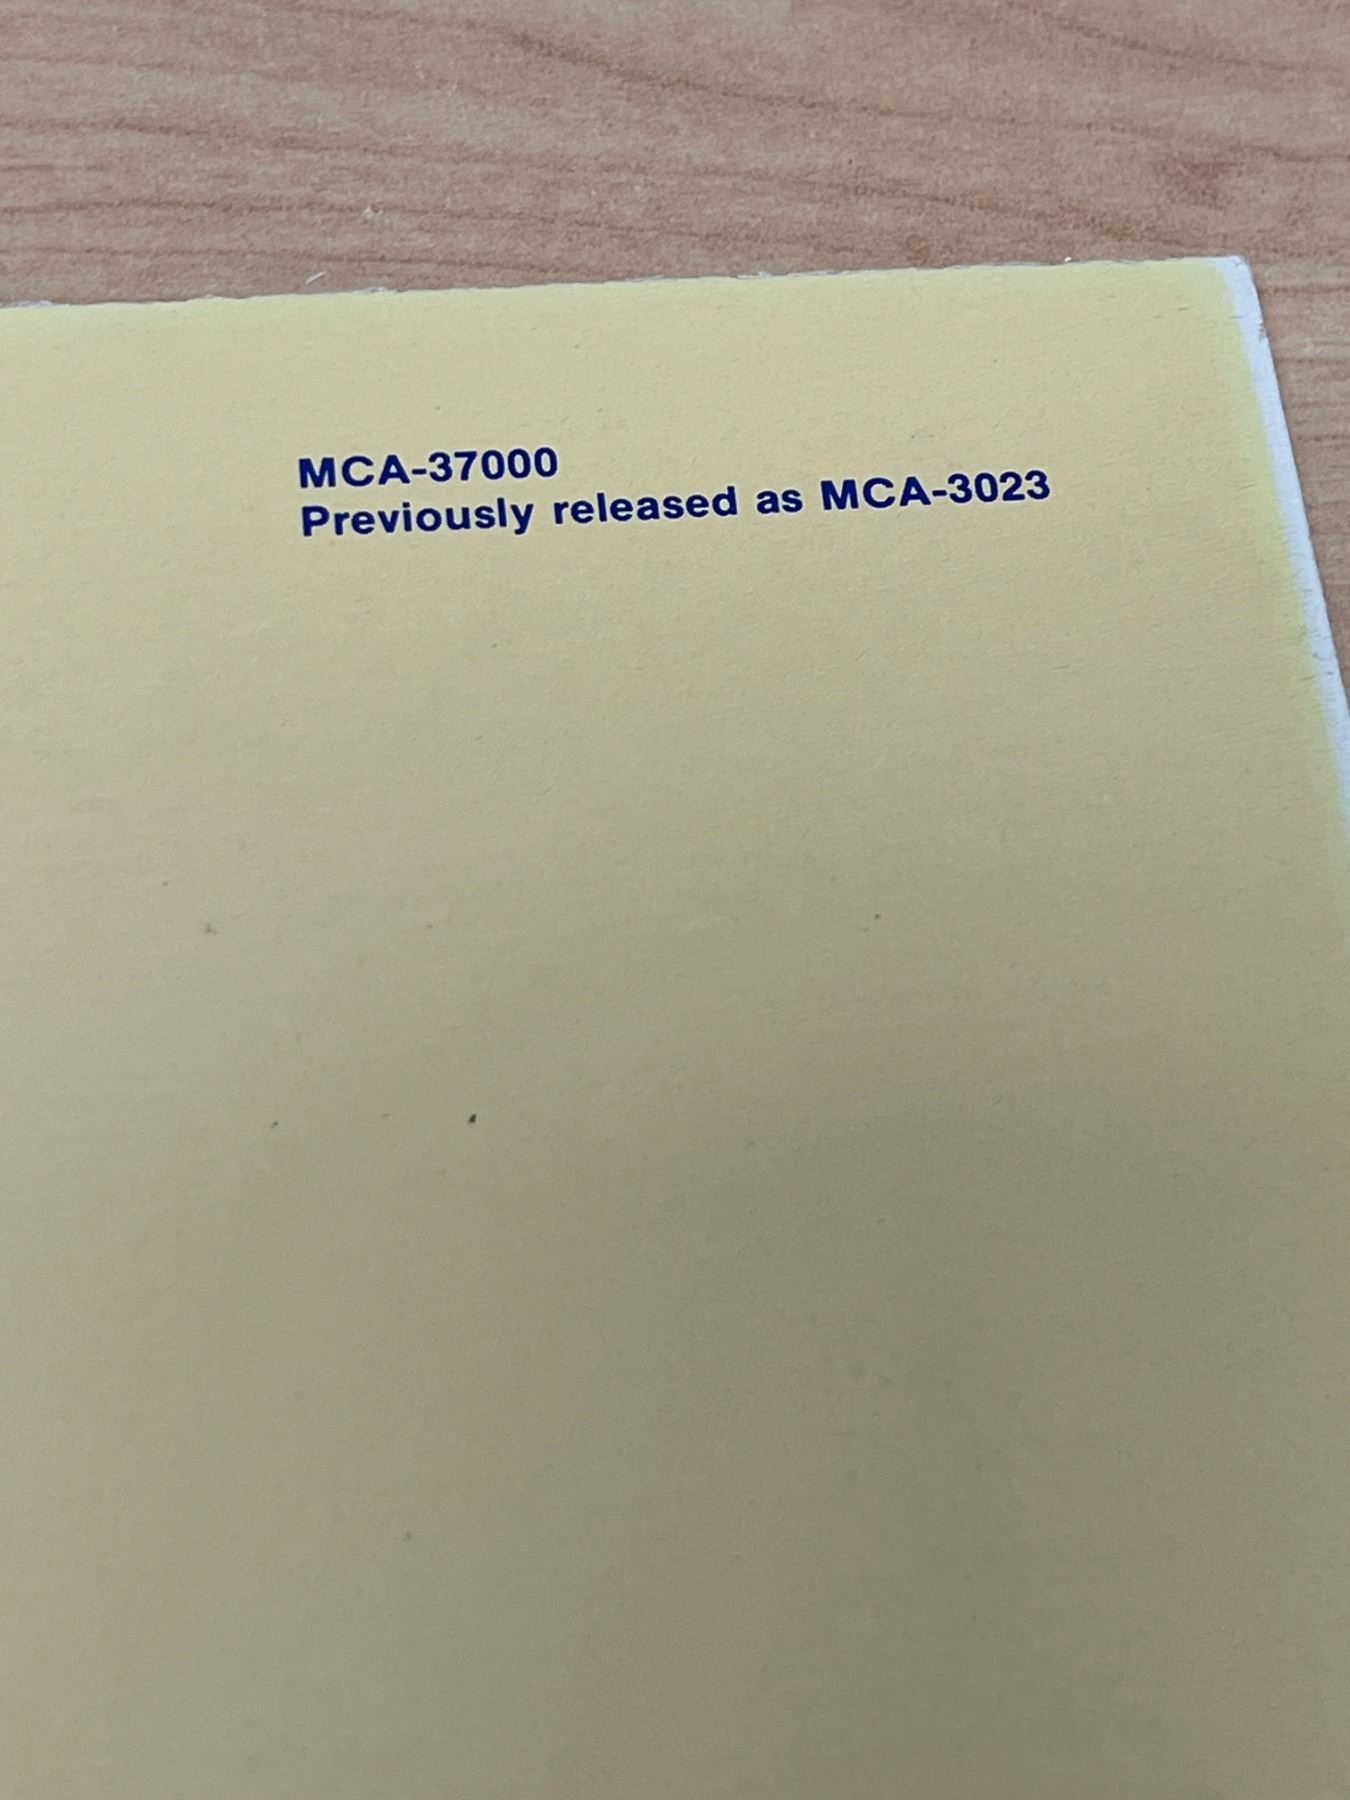 MCA-37000
Previously released as MCA-3023